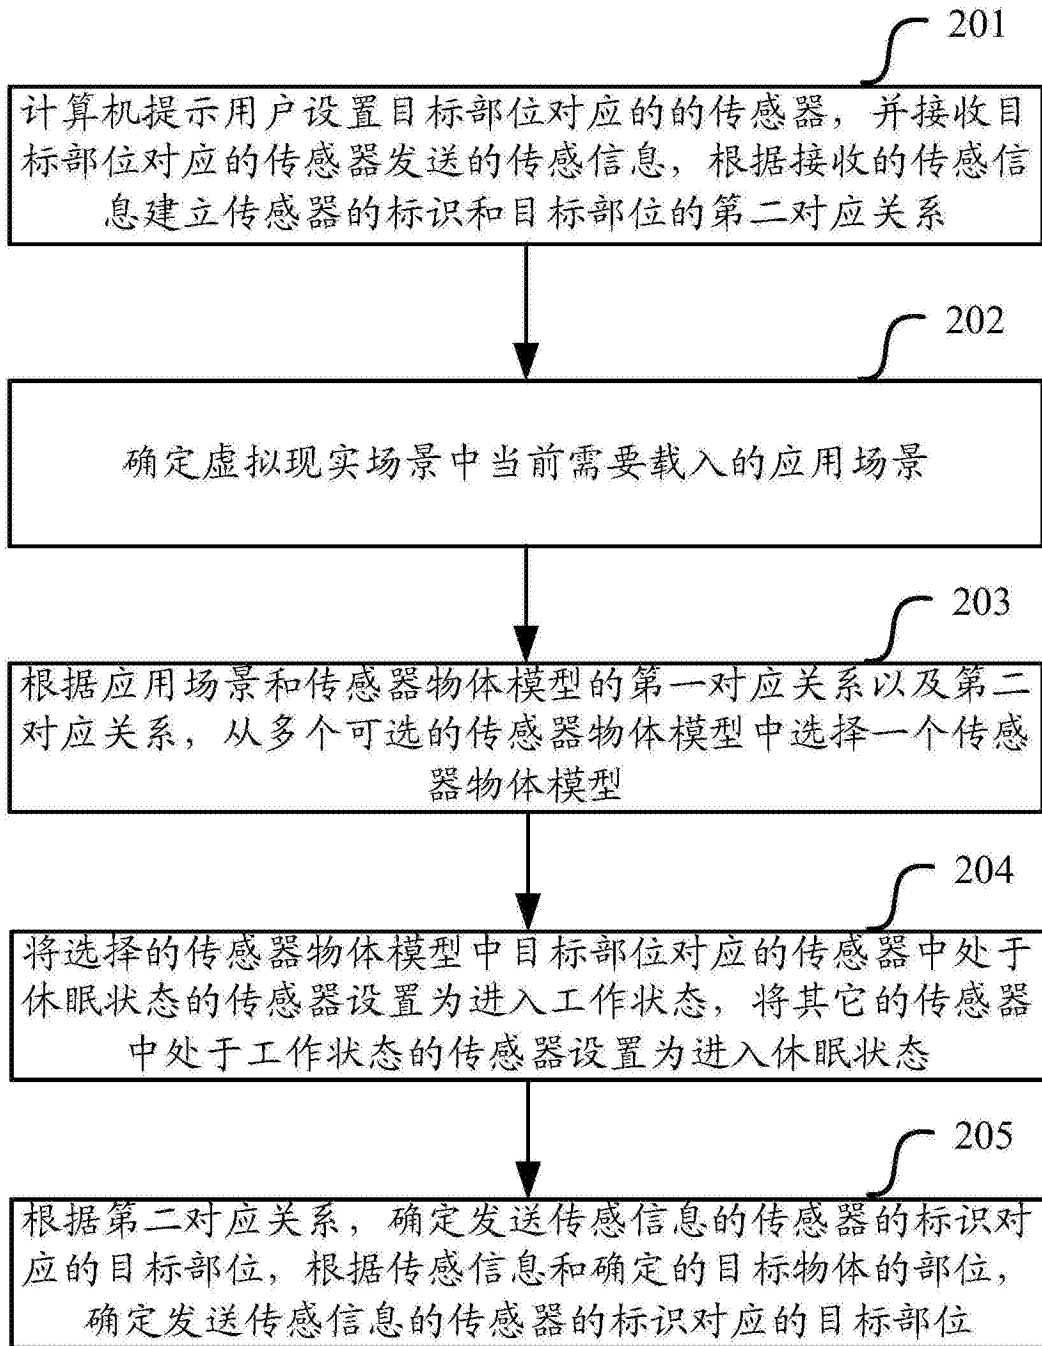 201
计算机提示用户设置目标部位对应的的传感器，并接收目
标部位对应的传感器发送的传感信息，根据接收的传感信
息建立传感器的标识和目标部位的第二对应关系
202
确定虚拟现实场景中当前需要载入的应用场景
203
根据应用场景和传感器物体模型的第一对应关系以及第二
对应关系，从多个可选的传感器物体模型中选择一个传感
器物体模型
204
将选择的传感器物体模型中目标部位对应的传感器中处于
休眠状态的传感器设置为进入工作状态，将其它的传感器
中处于工作状态的传感器设置为进入休眠状态
205
根据第二对应关系，确定发送传感信息的传感器的标识对
应的目标部位，根据传感信息和确定的目标物体的部位，
确定发送传感信息的传感器的标识对应的目标部位